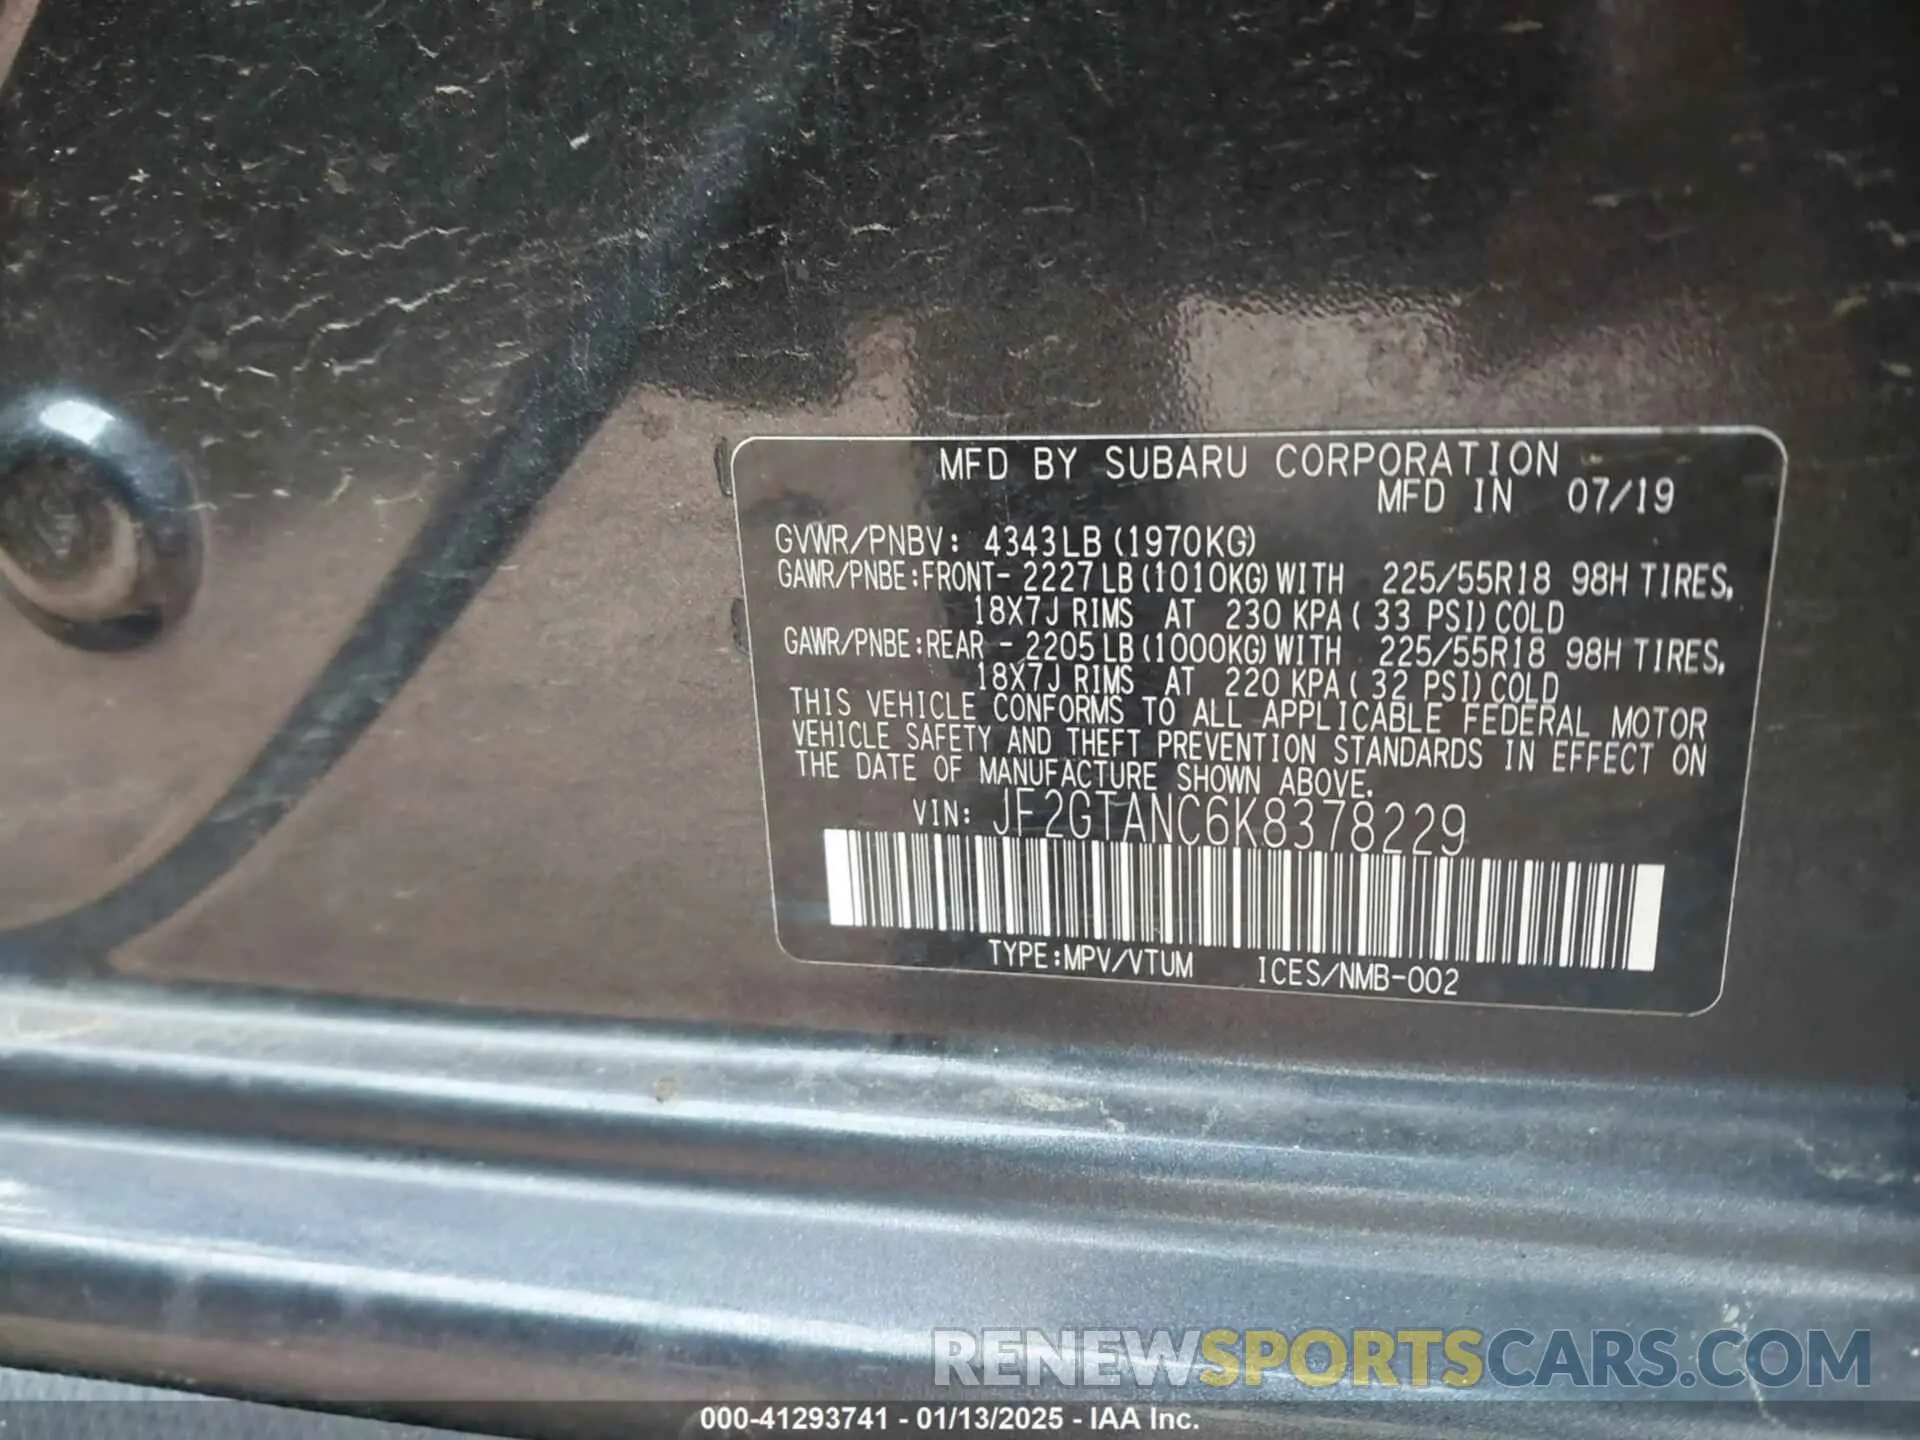 MFD BY SUBARU CORPORATION
MFD IN 07/19
GVWR/PNBV: 4343LB (1970KG)
GAWR/PNBE:FRONT- 2227LB (1010KG) WITH 225/55R18 98H TIRES,
18X7J RIMS AT 230 KPA ( 33 PSI) COLD
GAWR/PNBE:REAR - 2205LB (1000KG) WITH 225/55R18 98H TIRES,
18X7J RIMS AT 220 KPA ( 32 PSI) COLD
THIS VEHICLE CONFORMS TO ALL APPLICABLE FEDERAL MOTOR
VEHICLE SAFETY AND THEFT PREVENTION STANDARDS IN EFFECT ON
THE DATE OF MANUFACTURE SHOWN ABOVE.
VIN: JF2GTANC6K8378229
TYPE:MPV/VTUM ICES/NMB-002
RENEWSPORTSCARS.COM
000-41293741 - 01/13/2025 - IAA Inc.